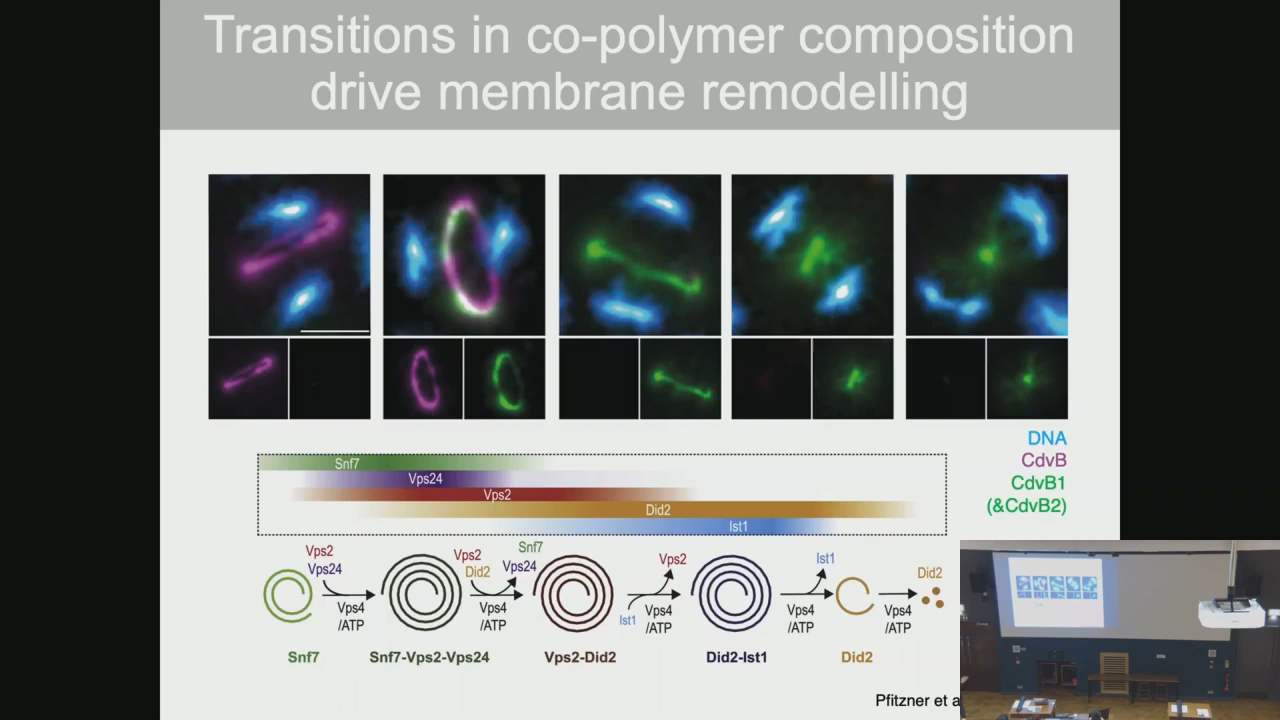 Transitions in co-polymer composition
drive membrane remodelling
DNA
CdvB
CdvB1
(&CdvB2)
Snf7
Vps24
Vps2
Did2
Ist1
Vps2
Vps24
Vps4
/ATP
Vps2
Did2
Snf7
Vps24
Vps4
/ATP
Ist1
Vps2
Vps4
/ATP
Ist1
Vps4
/ATP
Did2
Vps4
/ATP
Snf7
Snf7-Vps2-Vps24
Vps2-Did2
Did2-Ist1
Did2
Pfitzner et a